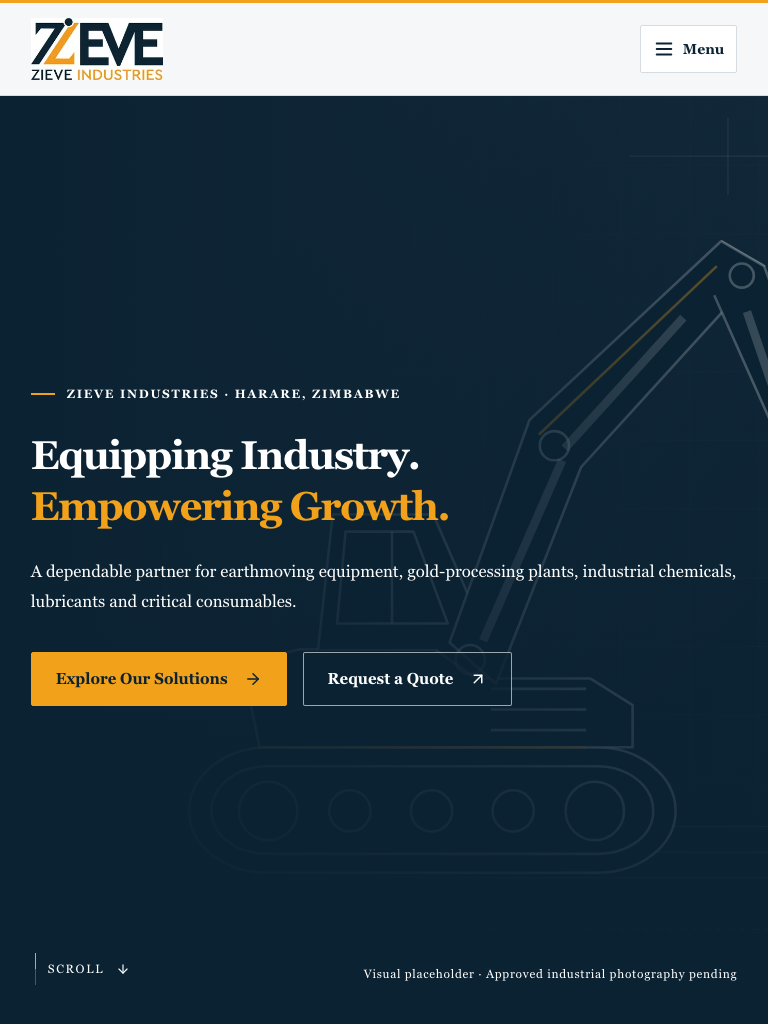 ZIEVE
ZIEVE INDUSTRIES
Menu
ZIEVE INDUSTRIES · HARARE, ZIMBABWE
Equipping Industry.
Empowering Growth.
A dependable partner for earthmoving equipment, gold-processing plants, industrial chemicals,
lubricants and critical consumables.
Explore Our Solutions →
Request a Quote ↗
SCROLL ↓
Visual placeholder · Approved industrial photography pending